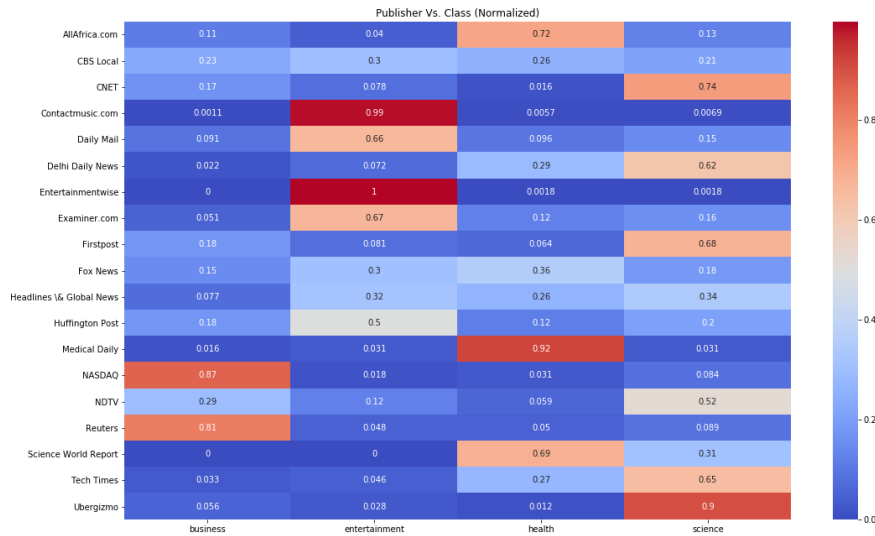 Publisher Vs. Class (Normalized)
AllAfrica.com 0.11 0.04 0.72 0.13
CBS Local 0.23 0.3 0.26 0.21
CNET 0.17 0.078 0.016 0.74
Contactmusic.com 0.0011 0.99 0.0057 0.0069
Daily Mail 0.091 0.66 0.096 0.15
Delhi Daily News 0.022 0.072 0.29 0.62
Entertainmentwise 0 1 0.0018 0.0018
Examiner.com 0.051 0.67 0.12 0.16
Firstpost 0.18 0.081 0.064 0.68
Fox News 0.15 0.3 0.36 0.18
Headlines \& Global News 0.077 0.32 0.26 0.34
Huffington Post 0.18 0.5 0.12 0.2
Medical Daily 0.016 0.031 0.92 0.031
NASDAQ 0.87 0.018 0.031 0.084
NDTV 0.29 0.12 0.059 0.52
Reuters 0.81 0.048 0.05 0.089
Science World Report 0 0 0.69 0.31
Tech Times 0.033 0.046 0.27 0.65
Ubergizmo 0.056 0.028 0.012 0.9
business entertainment health science
0.8
0.6
0.4
0.2
0.0